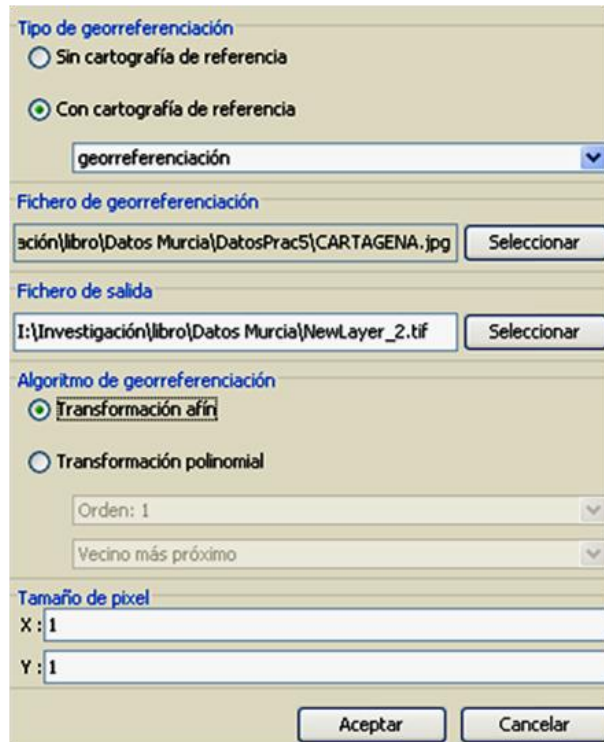 Tipo de georreferenciación
Sin cartografía de referencia
Con cartografía de referencia
georreferenciación
Fichero de georreferenciación
ación\libro\Datos Murcia\DatosPrac5\CARTAGENA.jpg Seleccionar
Fichero de salida
I:\Investigación\libro\Datos Murcia\NewLayer_2.tif Seleccionar
Algoritmo de georreferenciación
Transformación afín
Transformación polinomial
Orden: 1
Vecino más próximo
Tamaño de pixel
X : 1
Y : 1
Aceptar Cancelar